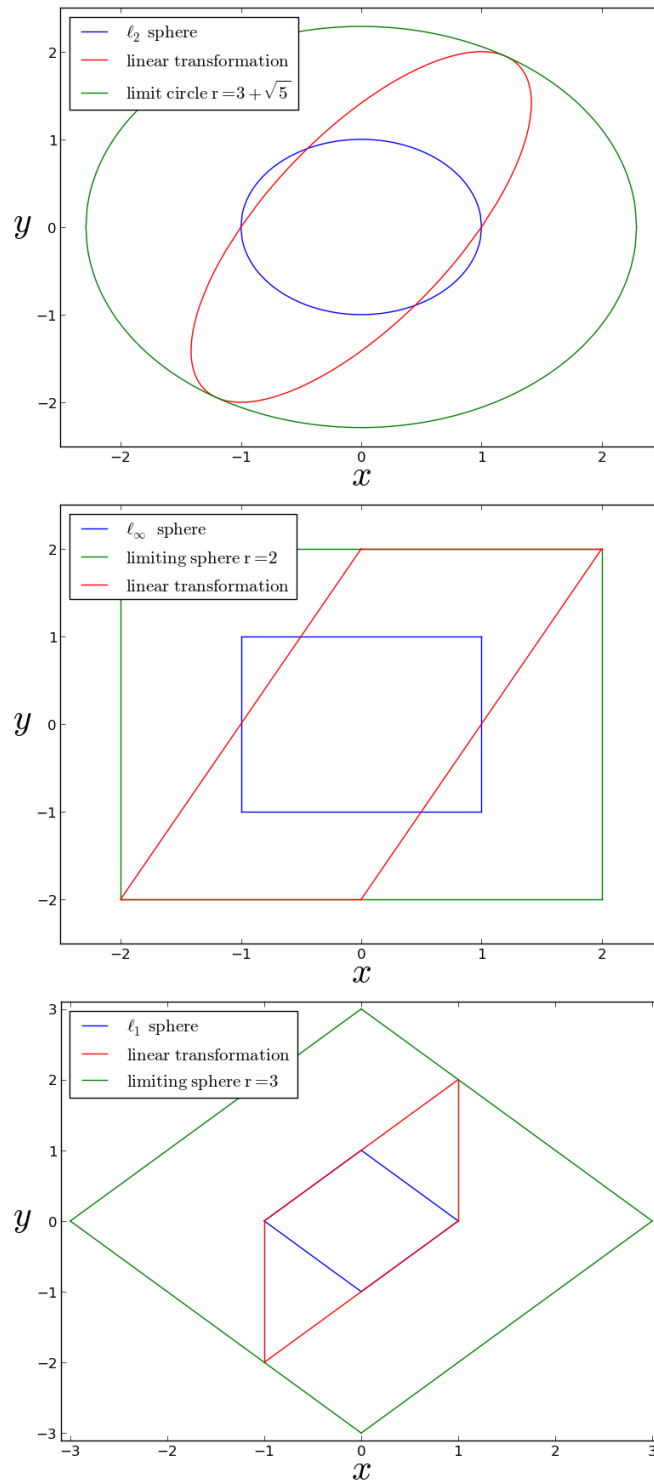 ℓ₂ sphere
linear transformation
limit circle r = 3 + √5
2
1
0
−1
−2
y
−2 −1 0 1 2
x
ℓ∞ sphere
limiting sphere r = 2
linear transformation
2
1
0
−1
−2
y
−2 −1 0 1 2
x
3
ℓ₁ sphere
linear transformation
limiting sphere r = 3
2
1
0
−1
−2
−3
y
−3 −2 −1 0 1 2 3
x